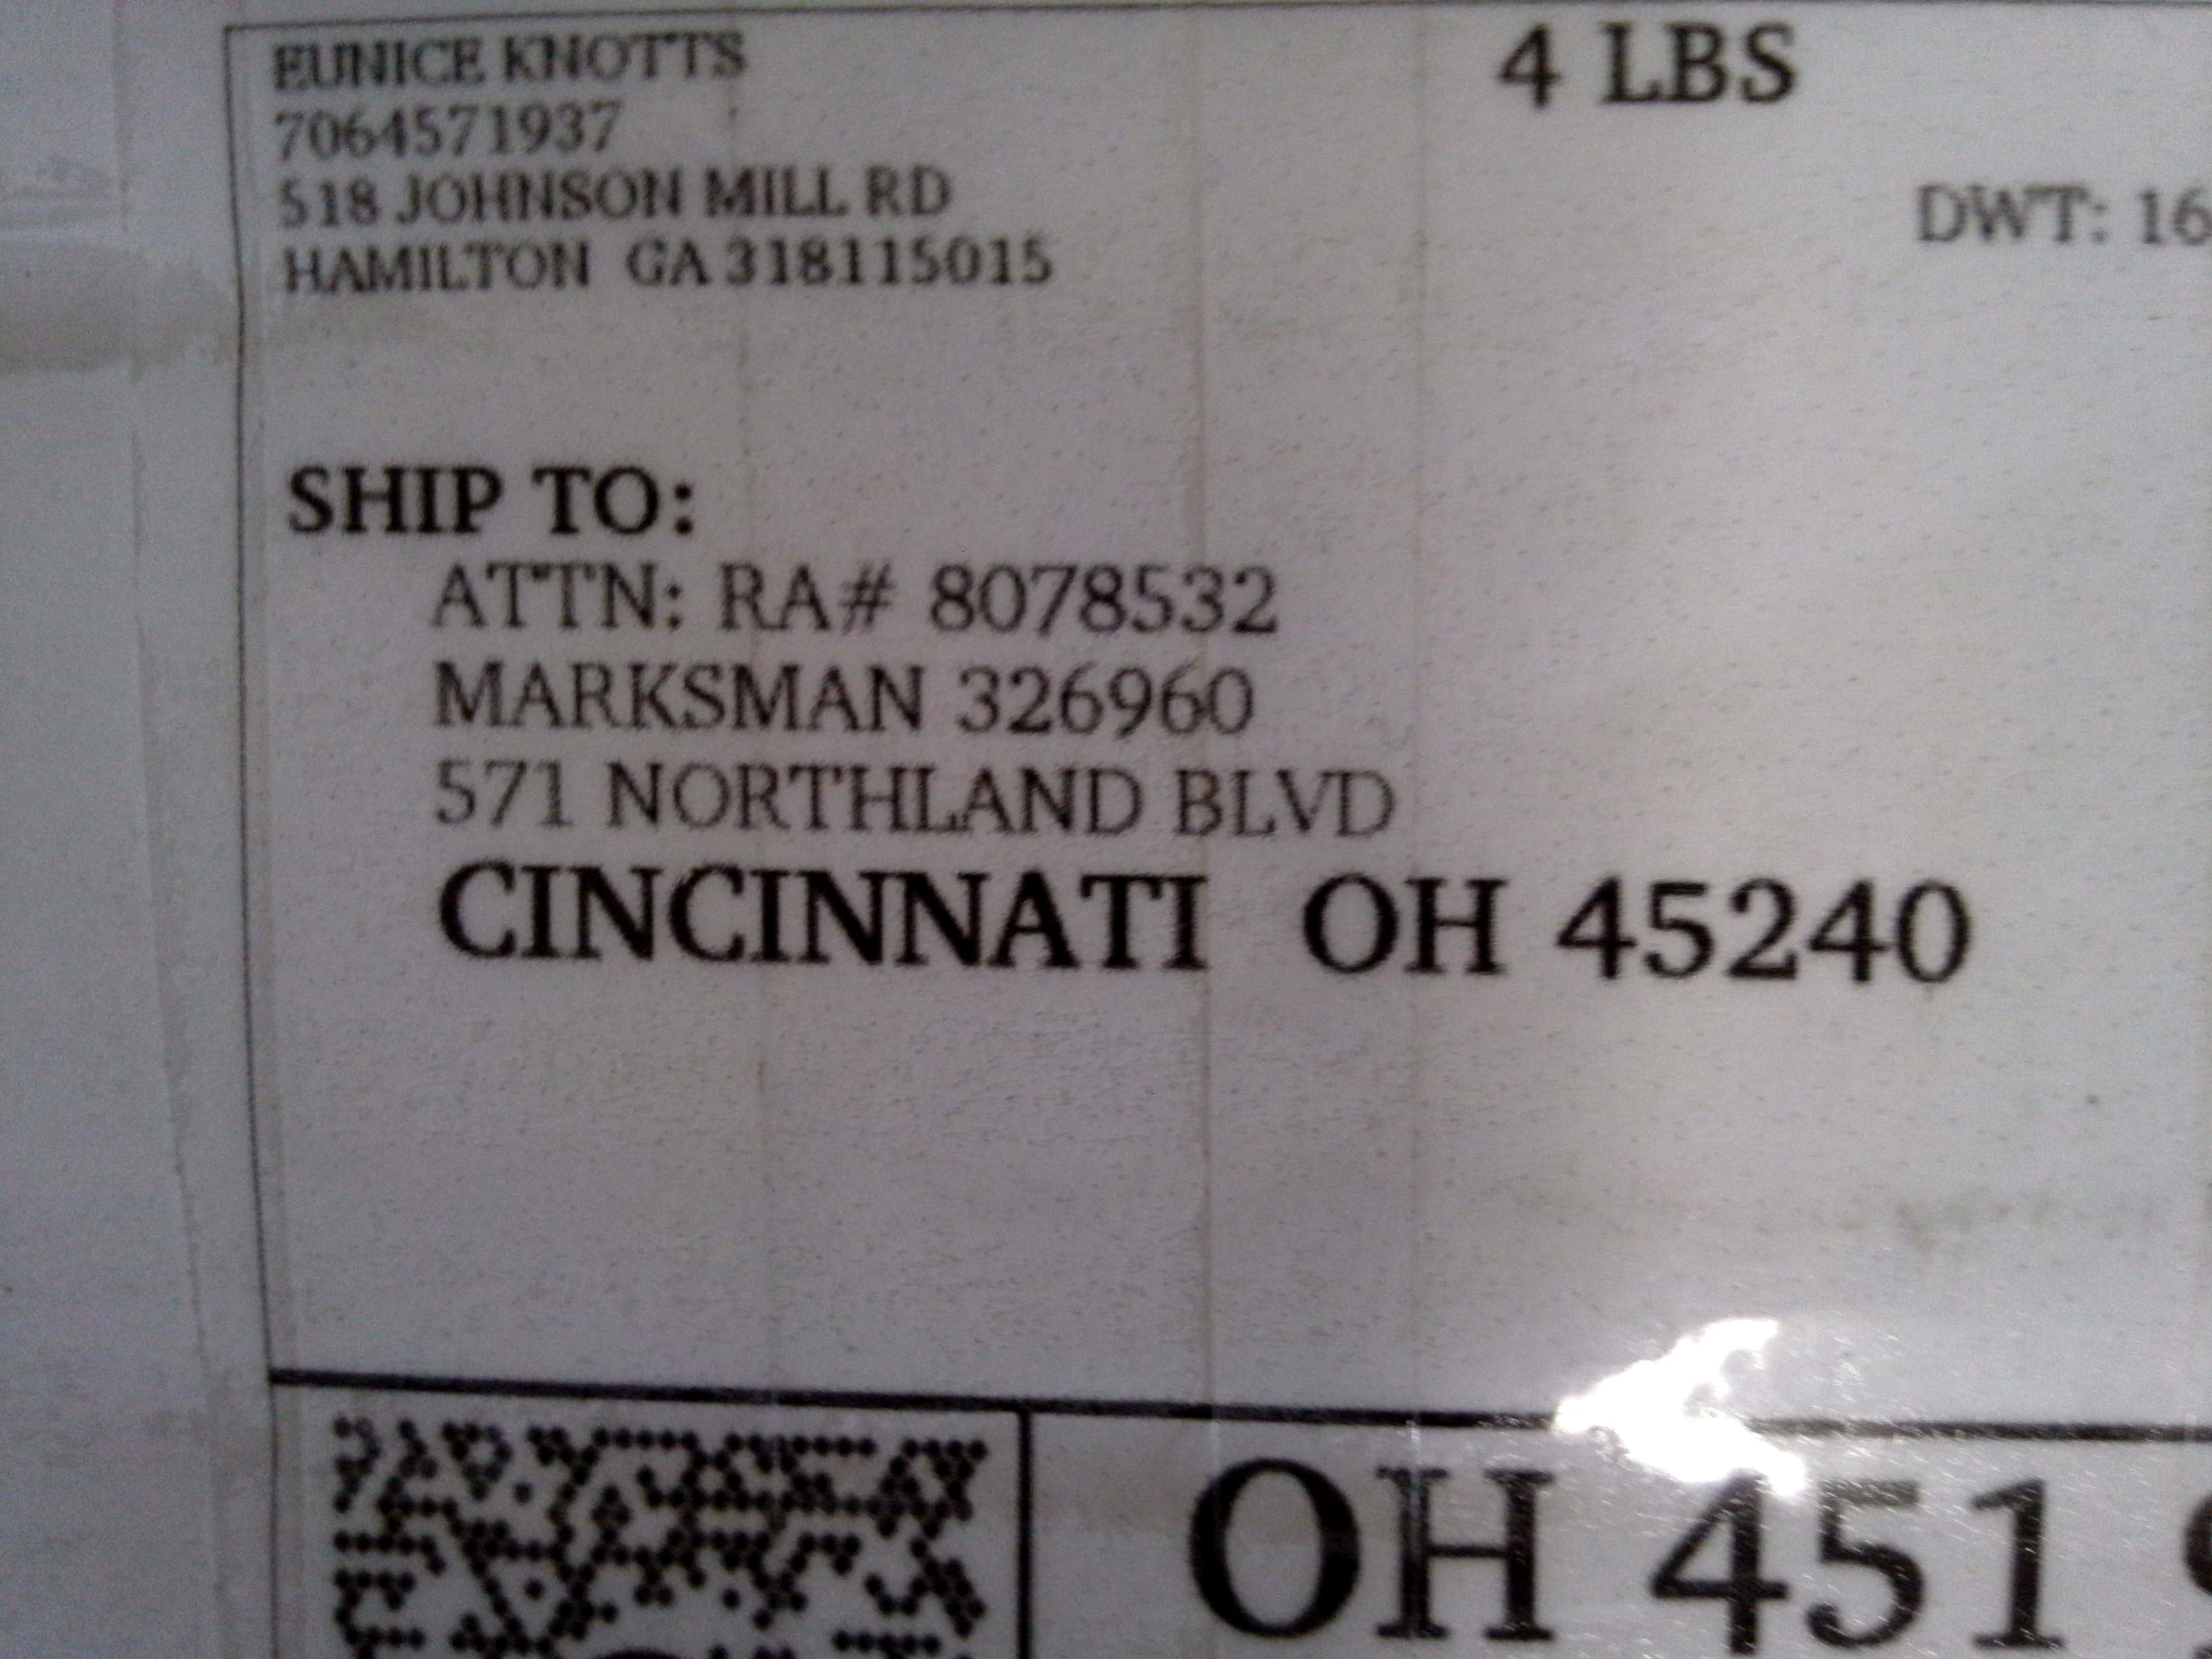 EUNICE KNOTTS
7064571937
518 JOHNSON MILL RD
HAMILTON GA 318115015
4 LBS
DWT: 16
SHIP TO:
ATTN: RA# 8078532
MARKSMAN 326960
571 NORTHLAND BLVD
CINCINNATI OH 45240
OH 451